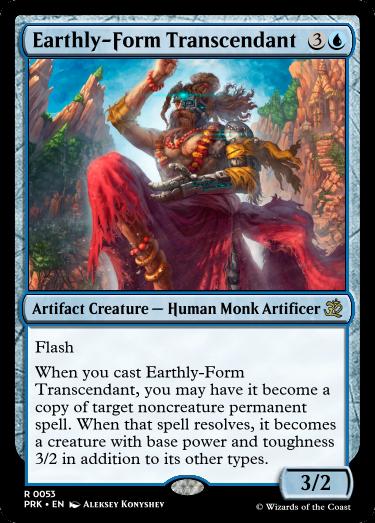 Earthly-Form Transcendant 3
Artifact Creature — Human Monk Artificer
Flash
When you cast Earthly-Form
Transcendant, you may have it become a
copy of target noncreature permanent
spell. When that spell resolves, it becomes
a creature with base power and toughness
3/2 in addition to its other types.
3/2
R 0053
PRK • EN Aleksey Konyshev
© Wizards of the Coast